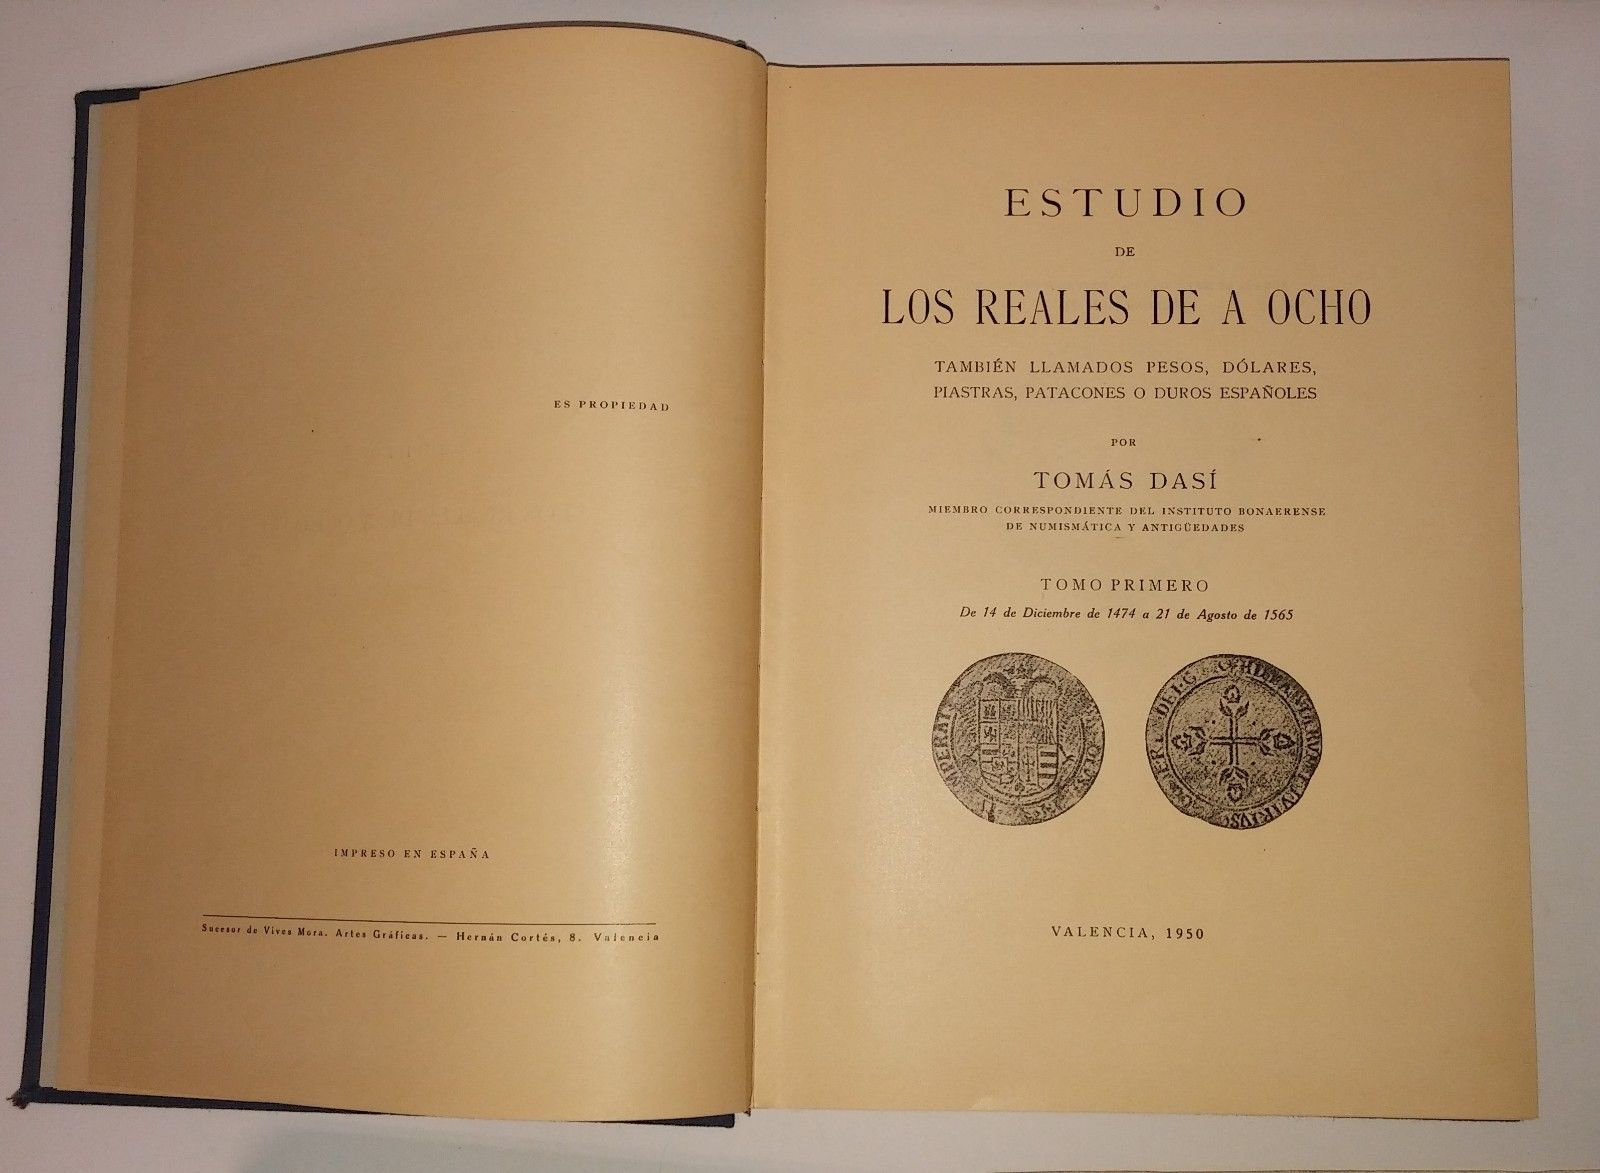 ES PROPIEDAD
IMPRESO EN ESPAÑA
Sucesor de Vives Mora. Artes Gráficas. — Hernán Cortés, 8. Valencia
ESTUDIO
DE
LOS REALES DE A OCHO
TAMBIÉN LLAMADOS PESOS, DÓLARES,
PIASTRAS, PATACONES O DUROS ESPAÑOLES
POR
TOMÁS DASÍ
MIEMBRO CORRESPONDIENTE DEL INSTITUTO BONAERENSE
DE NUMISMÁTICA Y ANTIGÜEDADES
TOMO PRIMERO
De 14 de Diciembre de 1474 a 21 de Agosto de 1565
VALENCIA, 1950